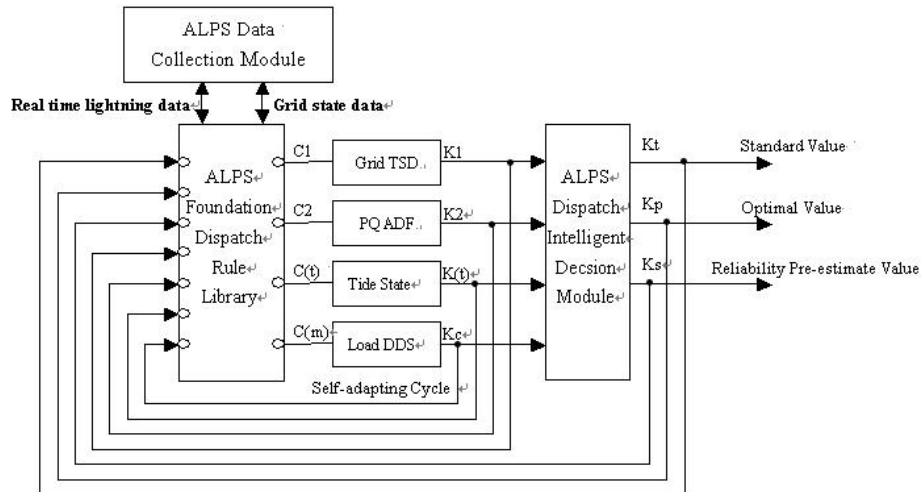 ALPS Data
Collection Module
Real time lightning data
Grid state data
ALPS
Foundation
Dispatch
Rule
Library
C1
Grid TSD
K1
C2
PQ ADF
K2
C(t)
Tide State
K(t)
C(m)
Load DDS
Kc
Self-adapting Cycle
ALPS
Dispatch
Intelligent
Decsion
Module
Kt
Standard Value
Kp
Optimal Value
Ks
Reliability Pre-estimate Value